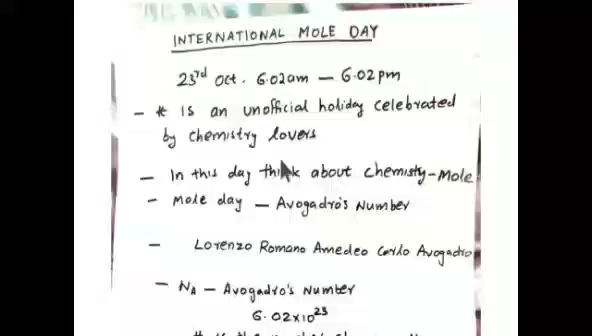 INTERNATIONAL MOLE DAY
23rd Oct. 6.02am — 6.02pm
- # is an unofficial holiday celebrated
by chemistry lovers
- In this day think about chemisty-mole
- mole day - Avogadro's Number
- Lorenzo Romano Amedeo Carlo Avogadro
- NA - Avogadro's Number
6.02x10^23